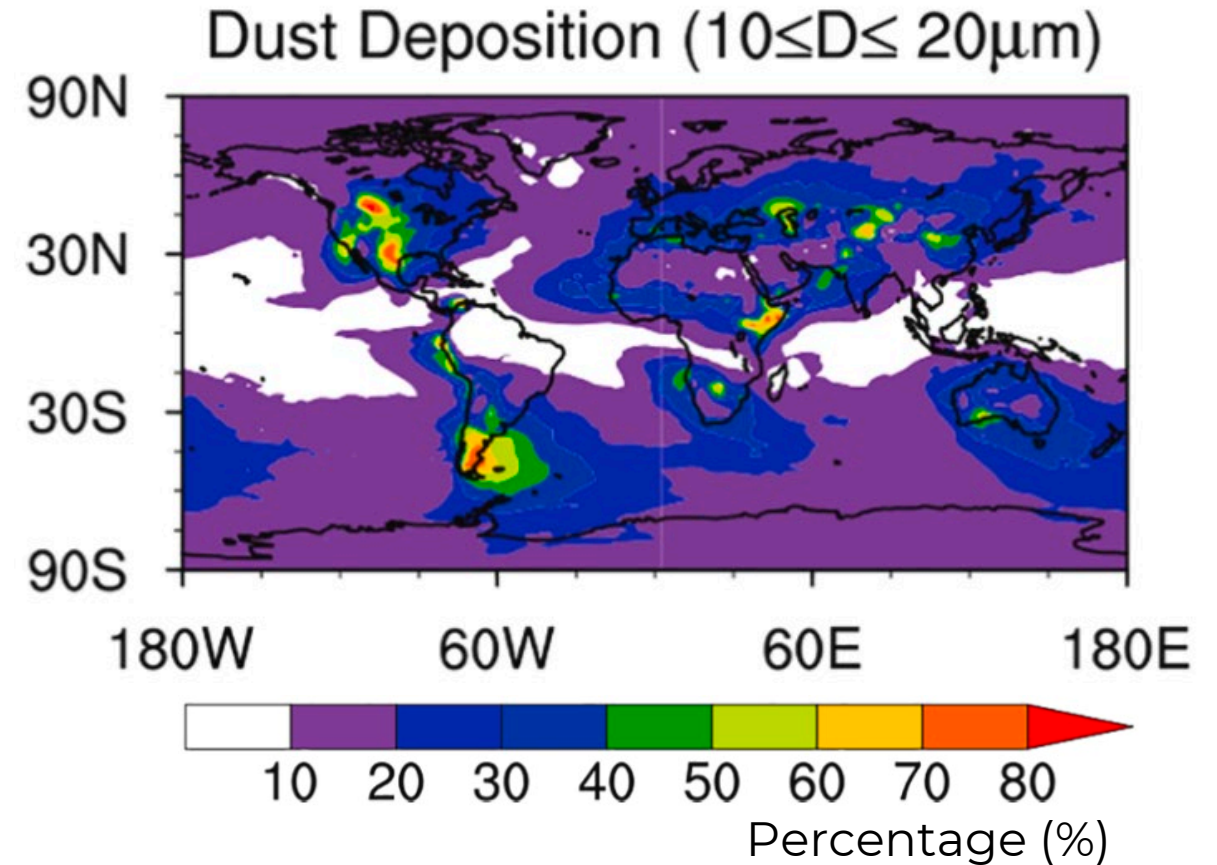 Dust Deposition (10≤D≤ 20μm)
90N
30N
30S
90S
180W 60W 60E 180E
10 20 30 40 50 60 70 80
Percentage (%)